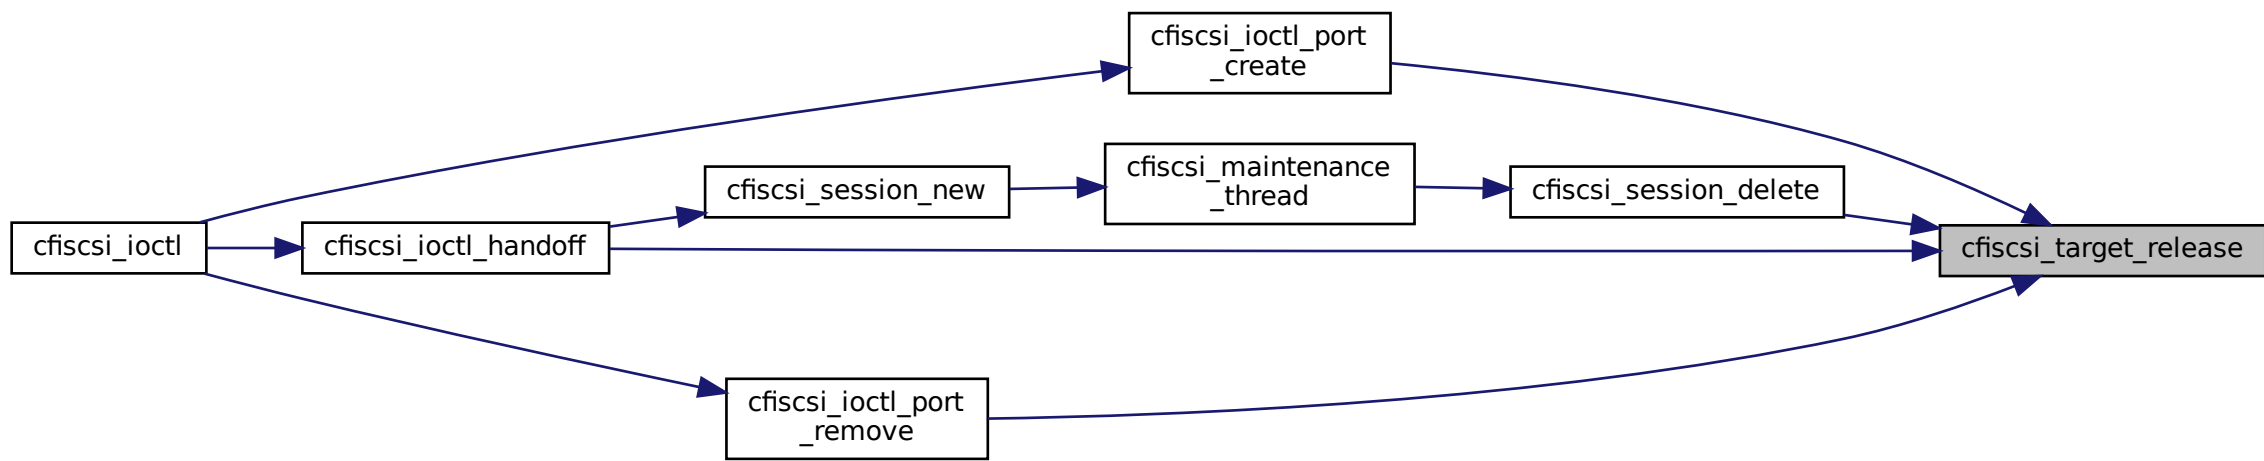 cfiscsi_ioctl_port
_create
cfiscsi_maintenance
_thread
cfiscsi_session_new
cfiscsi_session_delete
cfiscsi_ioctl
cfiscsi_ioctl_handoff
cfiscsi_target_release
cfiscsi_ioctl_port
_remove